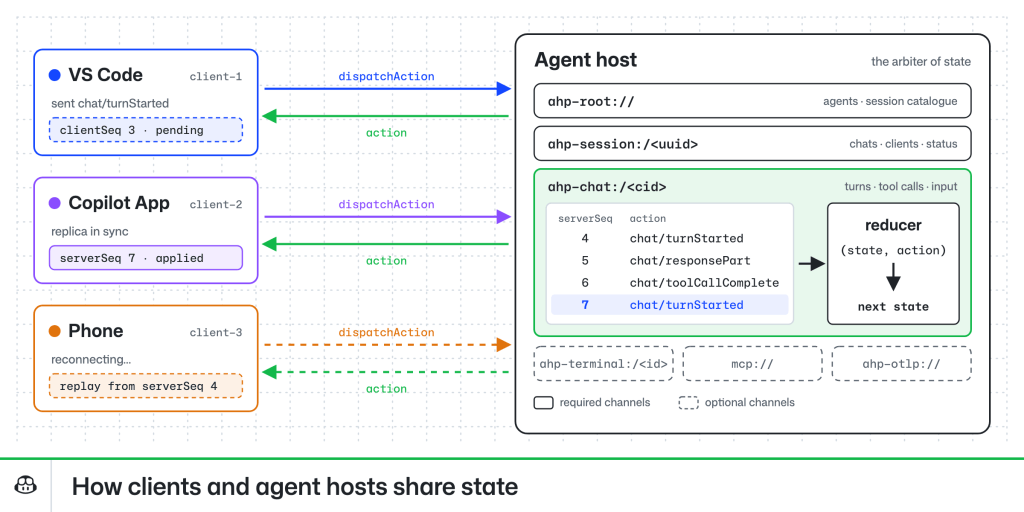 VS Code client-1
sent chat/turnStarted
clientSeq 3 · pending
dispatchAction
action
Copilot App client-2
replica in sync
serverSeq 7 · applied
dispatchAction
action
Phone client-3
reconnecting...
replay from serverSeq 4
dispatchAction
action
Agent host the arbiter of state
ahp-root:// agents · session catalogue
ahp-session:/<uuid> chats · clients · status
ahp-chat:/<cid> turns · tool calls · input
serverSeq action
4 chat/turnStarted
5 chat/responsePart
6 chat/toolCallComplete
7 chat/turnStarted
reducer
(state, action)
next state
ahp-terminal:/<id> mcp:// ahp-otlp://
required channels optional channels
How clients and agent hosts share state